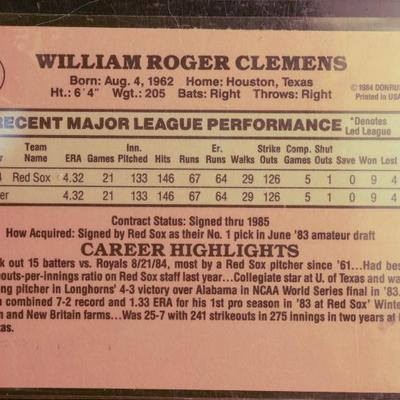 WILLIAM ROGER CLEMENS
Born: Aug. 4, 1962 Home: Houston, Texas
Ht.: 6'4" Wgt.: 205 Bats: Right Throws: Right
© 1984 DONRUSS
IN USA
RECENT MAJOR LEAGUE PERFORMANCE *Denotes Led League
Team Name ERA Games Inn. Pitched Hits Runs Er. Runs Walks Strike Outs Comp. Games Shut Outs Save Won Lost
4 Red Sox 4.32 21 133 146 67 64 29 126 5 1 0 9 4
er 4.32 21 133 146 67 64 29 126 5 1 0 9 4
Contract Status: Signed thru 1985
How Acquired: Signed by Red Sox as their No. 1 pick in June '83 amateur draft
CAREER HIGHLIGHTS
k out 15 batters vs. Royals 8/21/84, most by a Red Sox pitcher since '61...Had bes
outs-per-innings ratio on Red Sox staff last year...Collegiate star at U. of Texas and wa
ing pitcher in Longhorns' 4-3 victory over Alabama in NCAA World Series final in '83.
n combined 7-2 record and 1.33 ERA for his 1st pro season in '83 at Red Sox' Winte
n and New Britain farms...Was 25-7 with 241 strikeouts in 275 innings in two years at
xas.